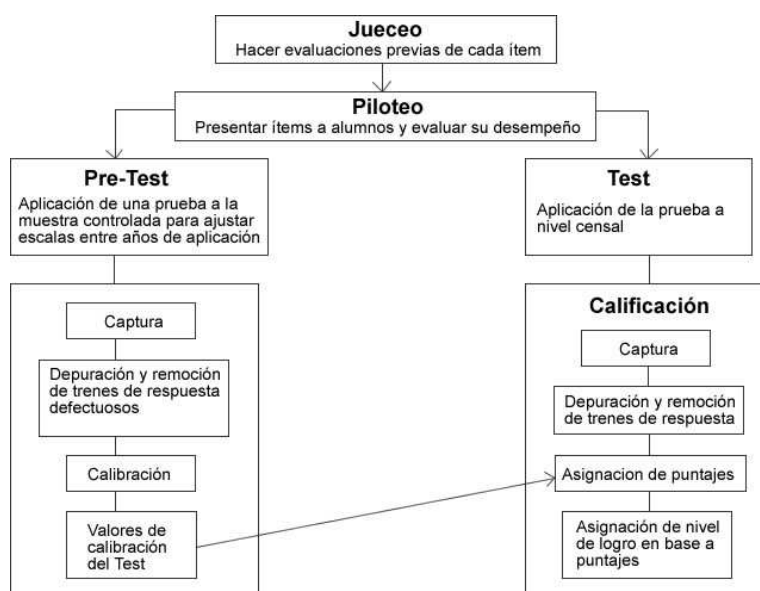 Jueceo
Hacer evaluaciones previas de cada ítem
Piloteo
Presentar ítems a alumnos y evaluar su desempeño
Pre-Test
Aplicación de una prueba a la
muestra controlada para ajustar
escalas entre años de aplicación
Captura
Depuración y remoción
de trenes de respuesta
defectuosos
Calibración
Valores de
calibración
del Test
Test
Aplicación de la prueba a
nivel censal
Calificación
Captura
Depuración y remoción
de trenes de respuesta
Asignacion de puntajes
Asignación de nivel
de logro en base a
puntajes